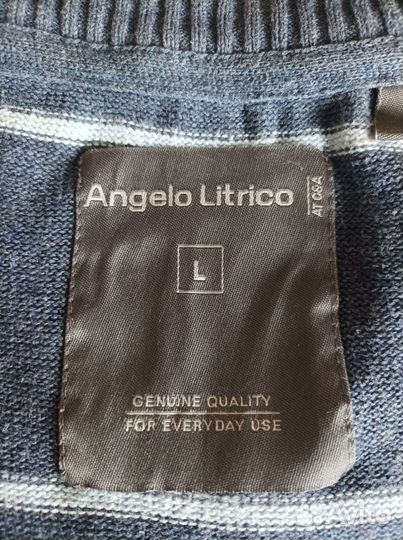 Angelo Litrico
AT C&A
L
GENUINE QUALITY
FOR EVERYDAY USE